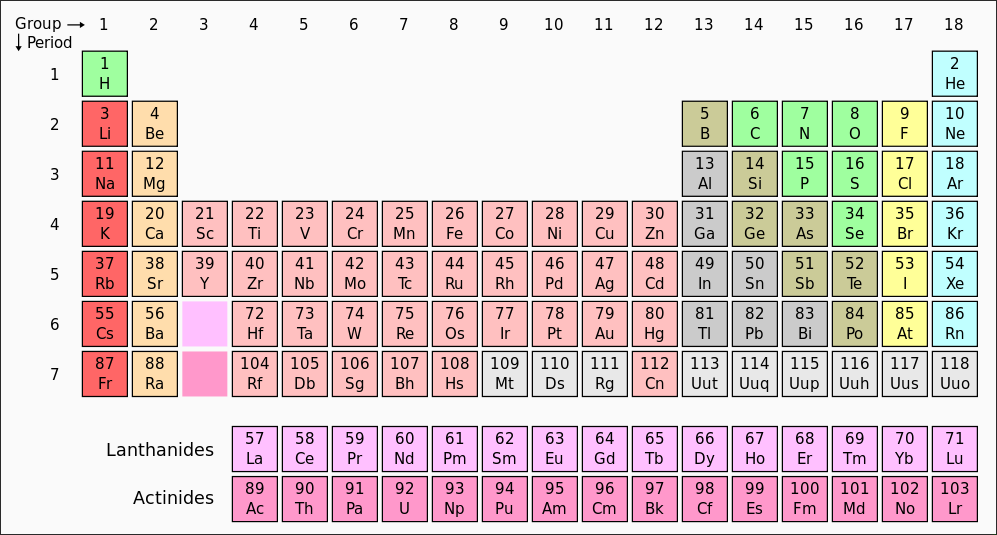 Group → 1 2 3 4 5 6 7 8 9 10 11 12 13 14 15 16 17 18
↓ Period
1 1 2
H He
2 3 4 5 6 7 8 9 10
Li Be B C N O F Ne
3 11 12 13 14 15 16 17 18
Na Mg Al Si P S Cl Ar
4 19 20 21 22 23 24 25 26 27 28 29 30 31 32 33 34 35 36
K Ca Sc Ti V Cr Mn Fe Co Ni Cu Zn Ga Ge As Se Br Kr
5 37 38 39 40 41 42 43 44 45 46 47 48 49 50 51 52 53 54
Rb Sr Y Zr Nb Mo Tc Ru Rh Pd Ag Cd In Sn Sb Te I Xe
6 55 56 72 73 74 75 76 77 78 79 80 81 82 83 84 85 86
Cs Ba Hf Ta W Re Os Ir Pt Au Hg Tl Pb Bi Po At Rn
7 87 88 104 105 106 107 108 109 110 111 112 113 114 115 116 117 118
Fr Ra Rf Db Sg Bh Hs Mt Ds Rg Cn Uut Uuq Uup Uuh Uus Uuo
Lanthanides 57 58 59 60 61 62 63 64 65 66 67 68 69 70 71
La Ce Pr Nd Pm Sm Eu Gd Tb Dy Ho Er Tm Yb Lu
Actinides 89 90 91 92 93 94 95 96 97 98 99 100 101 102 103
Ac Th Pa U Np Pu Am Cm Bk Cf Es Fm Md No Lr